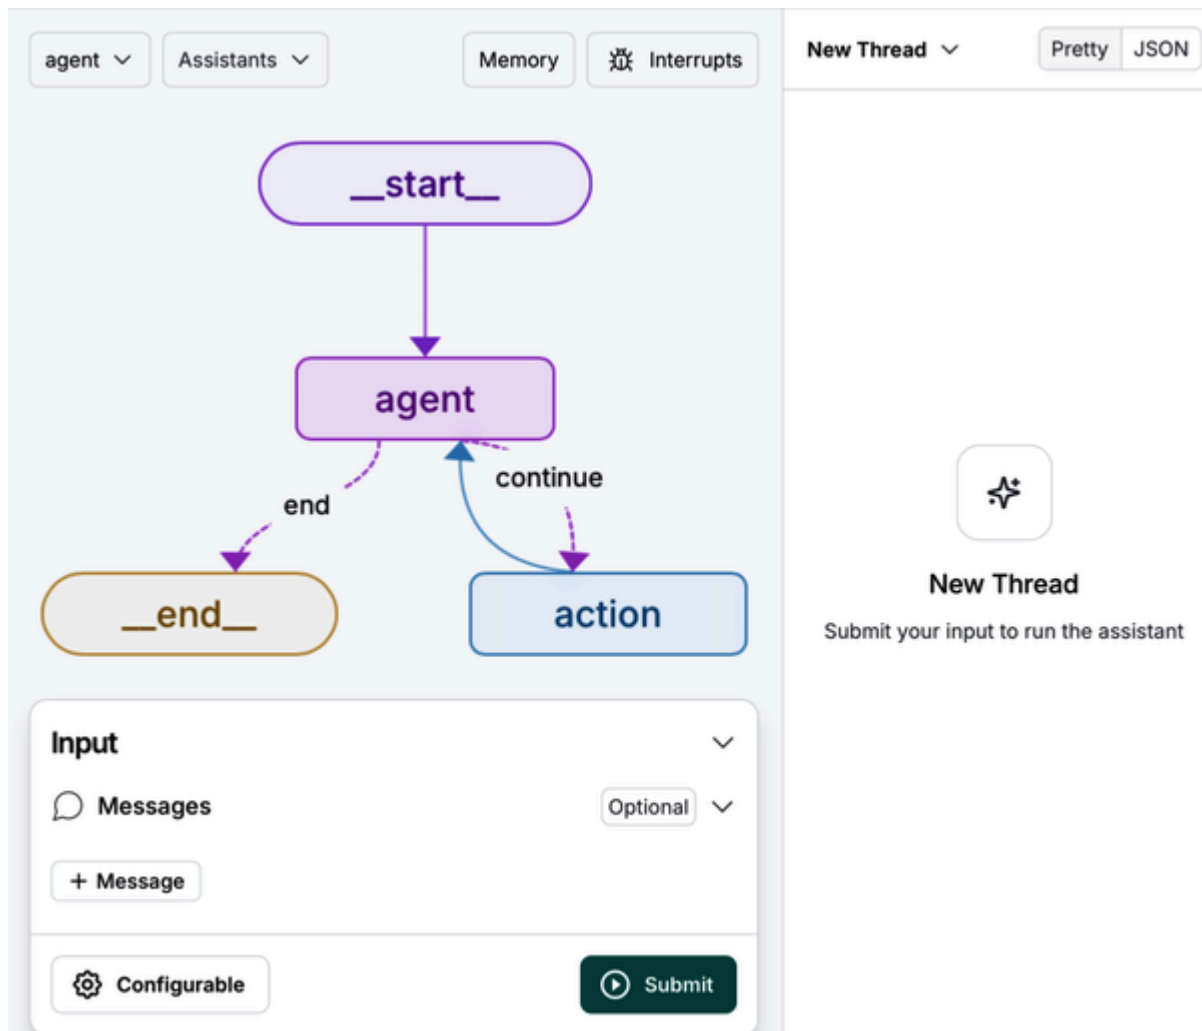 agent
Assistants
Memory
Interrupts
New Thread
Pretty
JSON
__start__
agent
continue
end
__end__
action
New Thread
Submit your input to run the assistant
Input
Messages
Optional
+ Message
Configurable
Submit